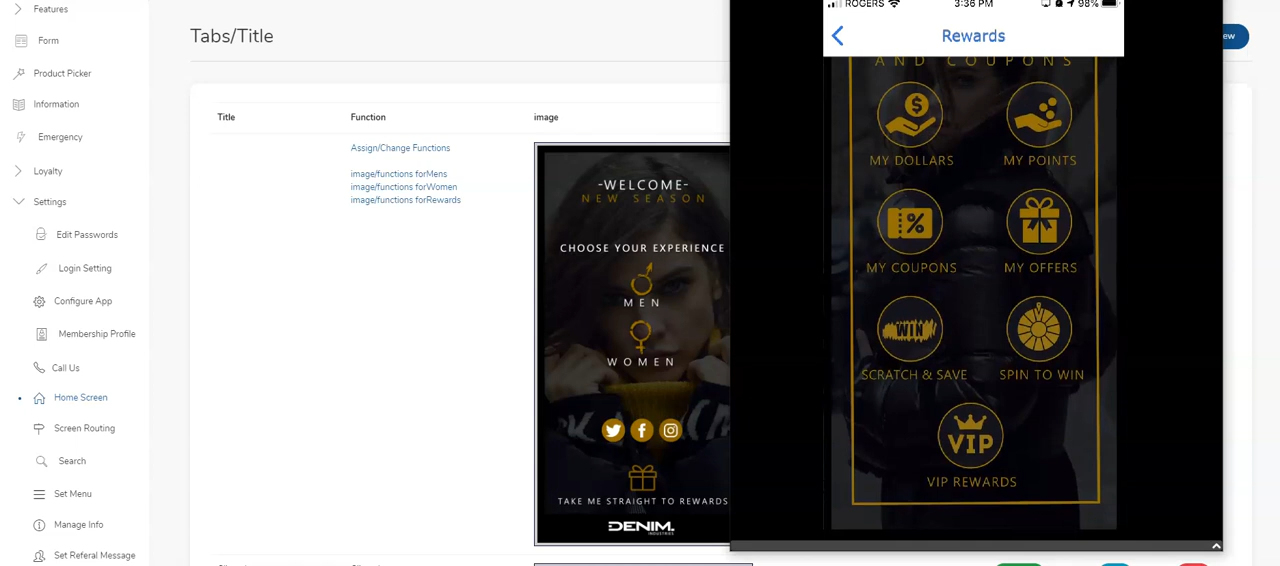 Features
Form
Product Picker
Information
Emergency
Loyalty
Settings
Edit Passwords
Login Setting
Configure App
Membership Profile
Call Us
Home Screen
Screen Routing
Search
Set Menu
Manage Info
Set Referal Message
Tabs/Title
Title Function image
Assign/Change Functions
image/functions forMens
image/functions forWomen
image/functions forRewards
-WELCOME-
NEW SEASON
CHOOSE YOUR EXPERIENCE
MEN
WOMEN
TAKE ME STRAIGHT TO REWARDS
DENIM.
INDUSTRIES
ROGERS 3:36 PM 98%
Rewards
AND COUPONS
MY DOLLARS MY POINTS
MY COUPONS MY OFFERS
WIN
SCRATCH & SAVE SPIN TO WIN
VIP
VIP REWARDS